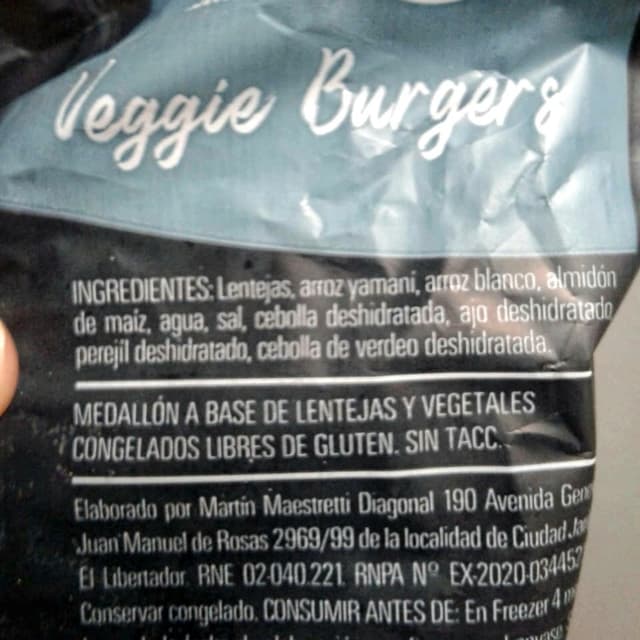 Veggie Burgers
INGREDIENTES: Lentejas, arroz yamani, arroz blanco, almidón
de maiz, agua, sal, cebolla deshidratada, ajo deshidratado
perejil deshidratado, cebolla de verdeo deshidratada.
MEDALLÓN A BASE DE LENTEJAS Y VEGETALES
CONGELADOS LIBRES DE GLUTEN. SIN TACC.
Elaborado por Martín Maestretti Diagonal 190 Avenida
Juan Manuel de Rosas 2969/99 de la localidad de Ciudad
El Libertador. RNE 02-040.221. RNPA Nº EX-2020-034452
Conservar congelado. CONSUMIR ANTES DE: En Freezer 4